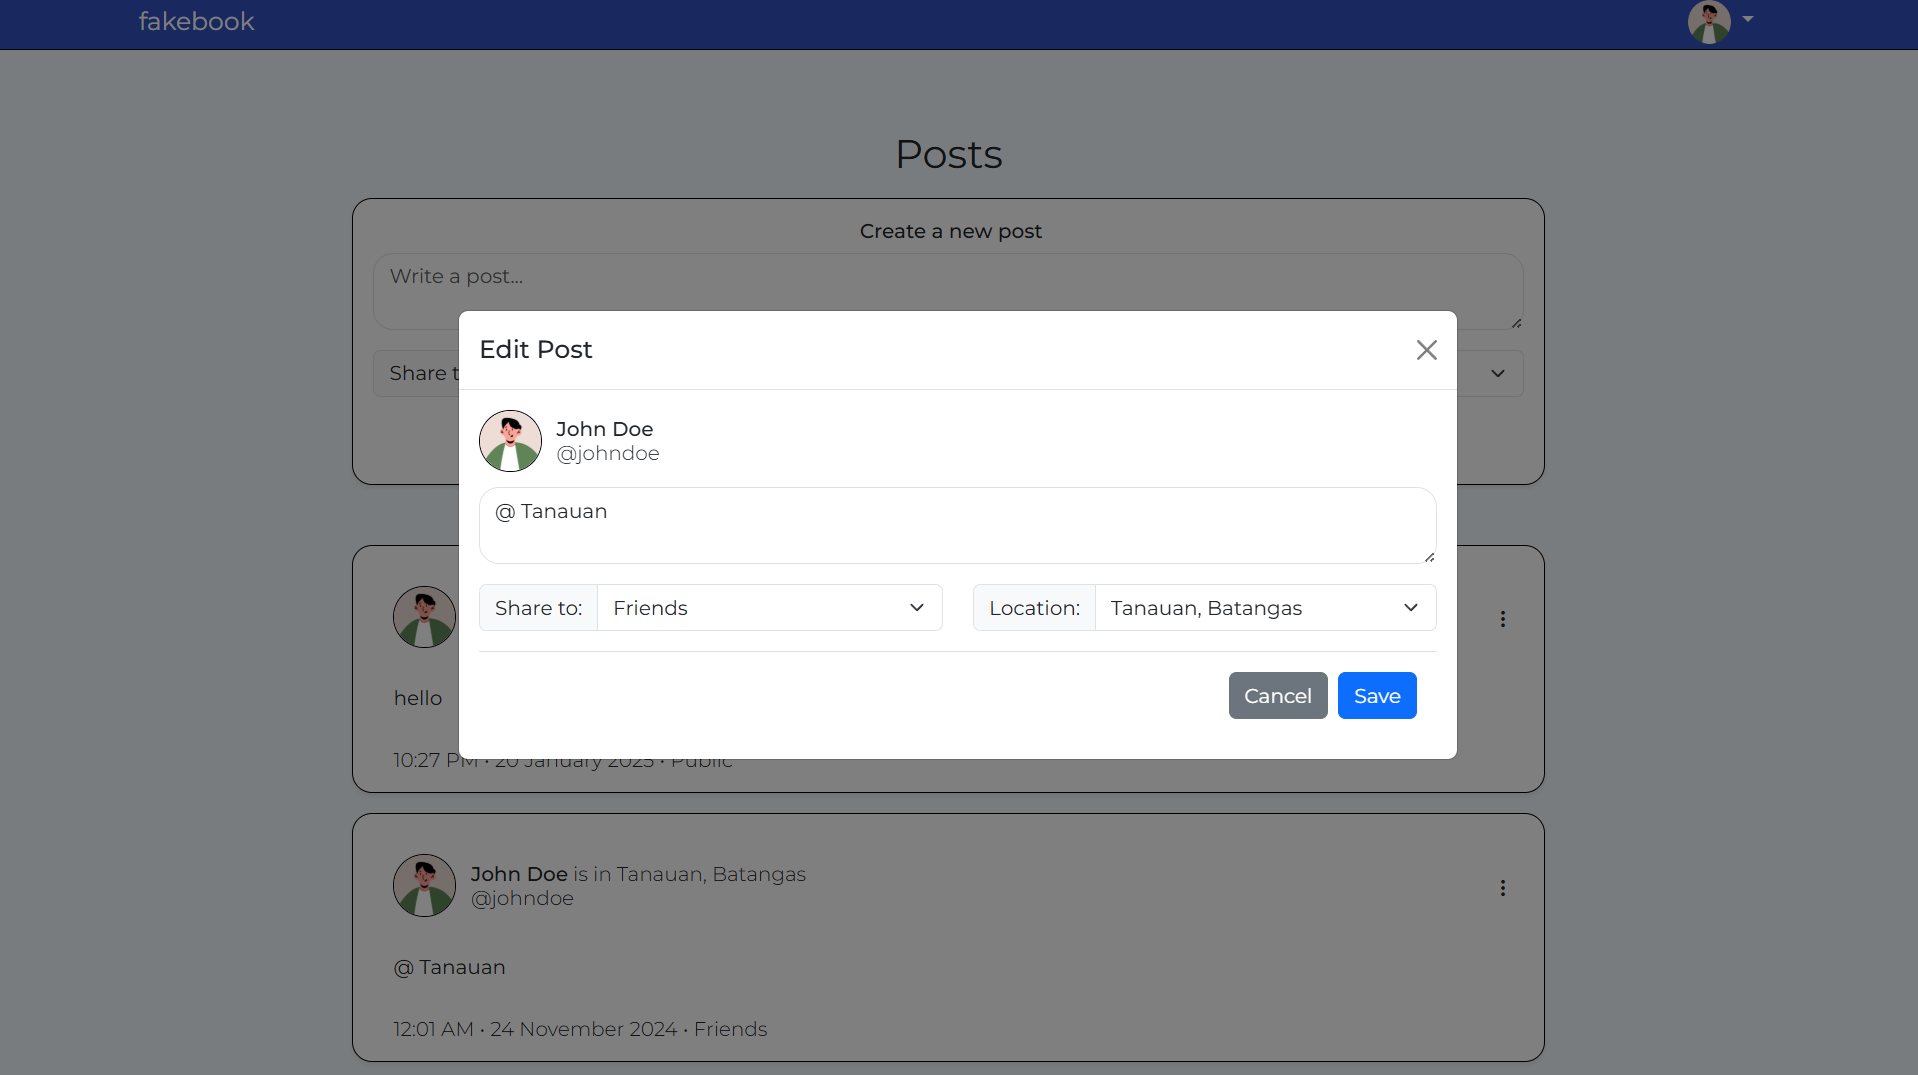 fakebook
Posts
Create a new post
Write a post...
Share t
Edit Post
John Doe
@johndoe
@ Tanauan
Share to: Friends
Location: Tanauan, Batangas
Cancel Save
hello
10:27 PM • 20 January 2025 • Public
John Doe is in Tanauan, Batangas
@johndoe
@ Tanauan
12:01 AM • 24 November 2024 • Friends